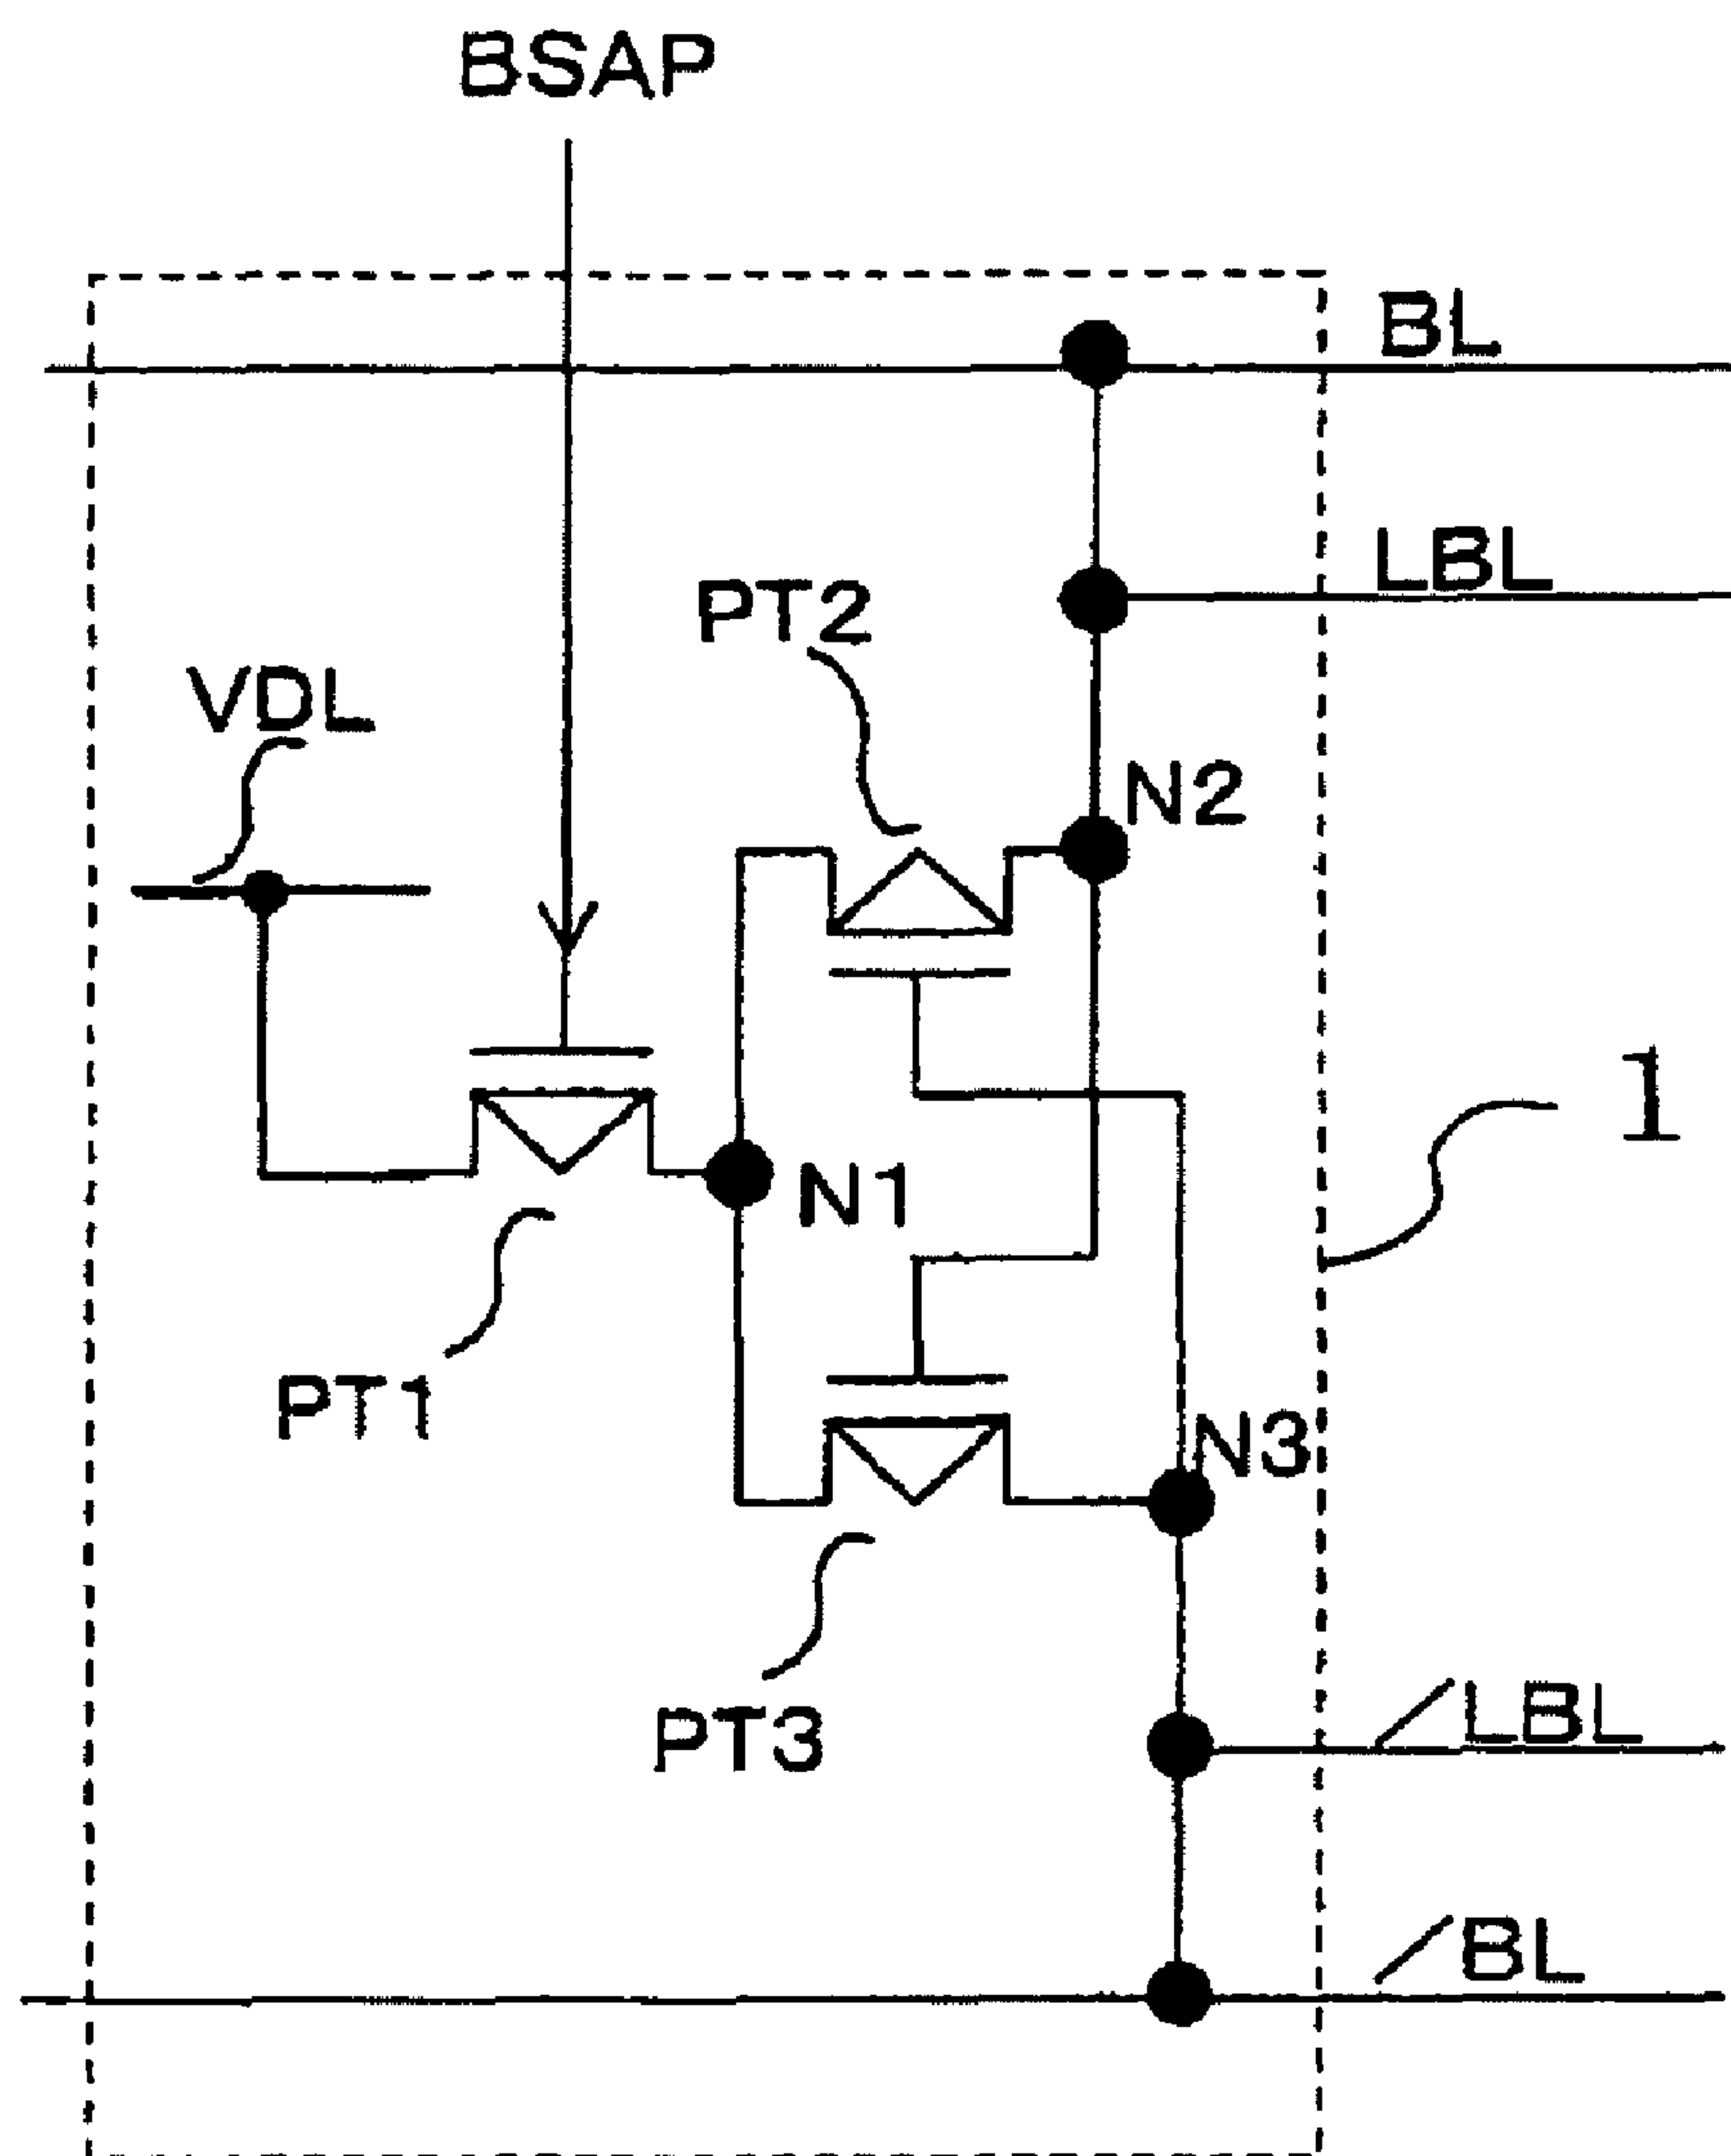 BSAP
BL
LBL
PT2
VDL
N2
1
N1
PT1
N3
/LBL
PT3
/BL